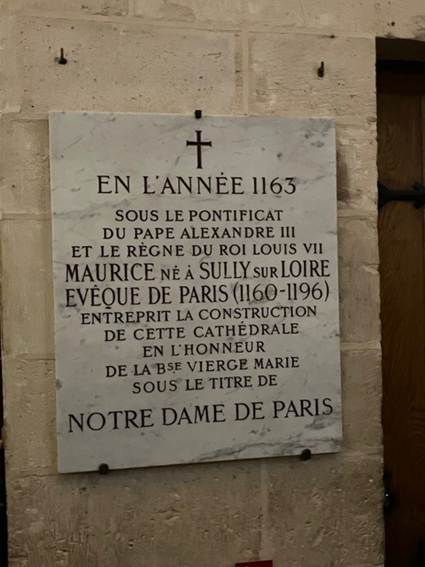 EN L'ANNÉE 1163
SOUS LE PONTIFICAT
DU PAPE ALEXANDRE III
ET LE RÈGNE DU ROI LOUIS VII
MAURICE NÉ À SULLY SUR LOIRE
EVÊQUE DE PARIS (1160-1196)
ENTREPRIT LA CONSTRUCTION
DE CETTE CATHÉDRALE
EN L'HONNEUR
DE LA BSE VIERGE MARIE
SOUS LE TITRE DE
NOTRE DAME DE PARIS